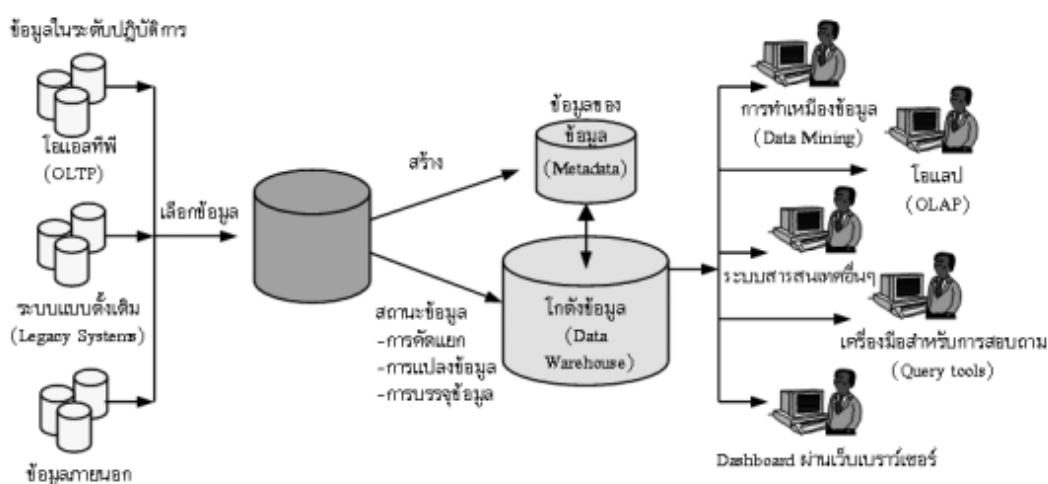 ข้อมูลในระดับปฏิบัติการ
โอแอลทีพี
(OLTP)
ระบบแบบดั้งเดิม
(Legacy Systems)
ข้อมูลภายนอก
เลือกข้อมูล
สร้าง
ข้อมูลของ
ข้อมูล
(Metadata)
สถานะข้อมูล
-การคัดแยก
-การแปลงข้อมูล
-การบรรจุข้อมูล
โกดังข้อมูล
(Data
Warehouse)
การทำเหมืองข้อมูล
(Data Mining)
โอแลป
(OLAP)
ระบบสารสนเทศอื่นๆ
เครื่องมือสำหรับการสอบถาม
(Query tools)
Dashboard ผ่านเว็บเบราว์เซอร์